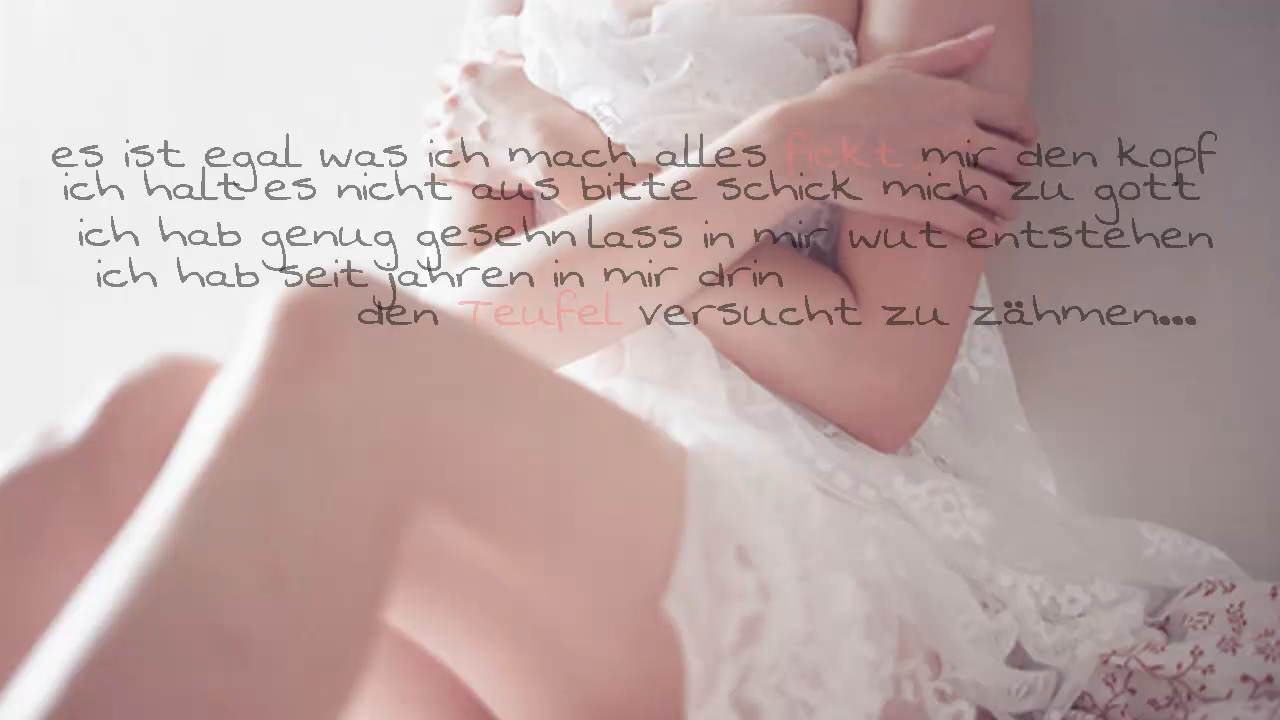 es ist egal was ich mach alles fickt mir den kopf
ich halt es nicht aus bitte schick mich zu gott
ich hab genug gesehn lass in mir wut entstehen
ich hab seit jahren in mir drin
den Teufel versucht zu zähmen...